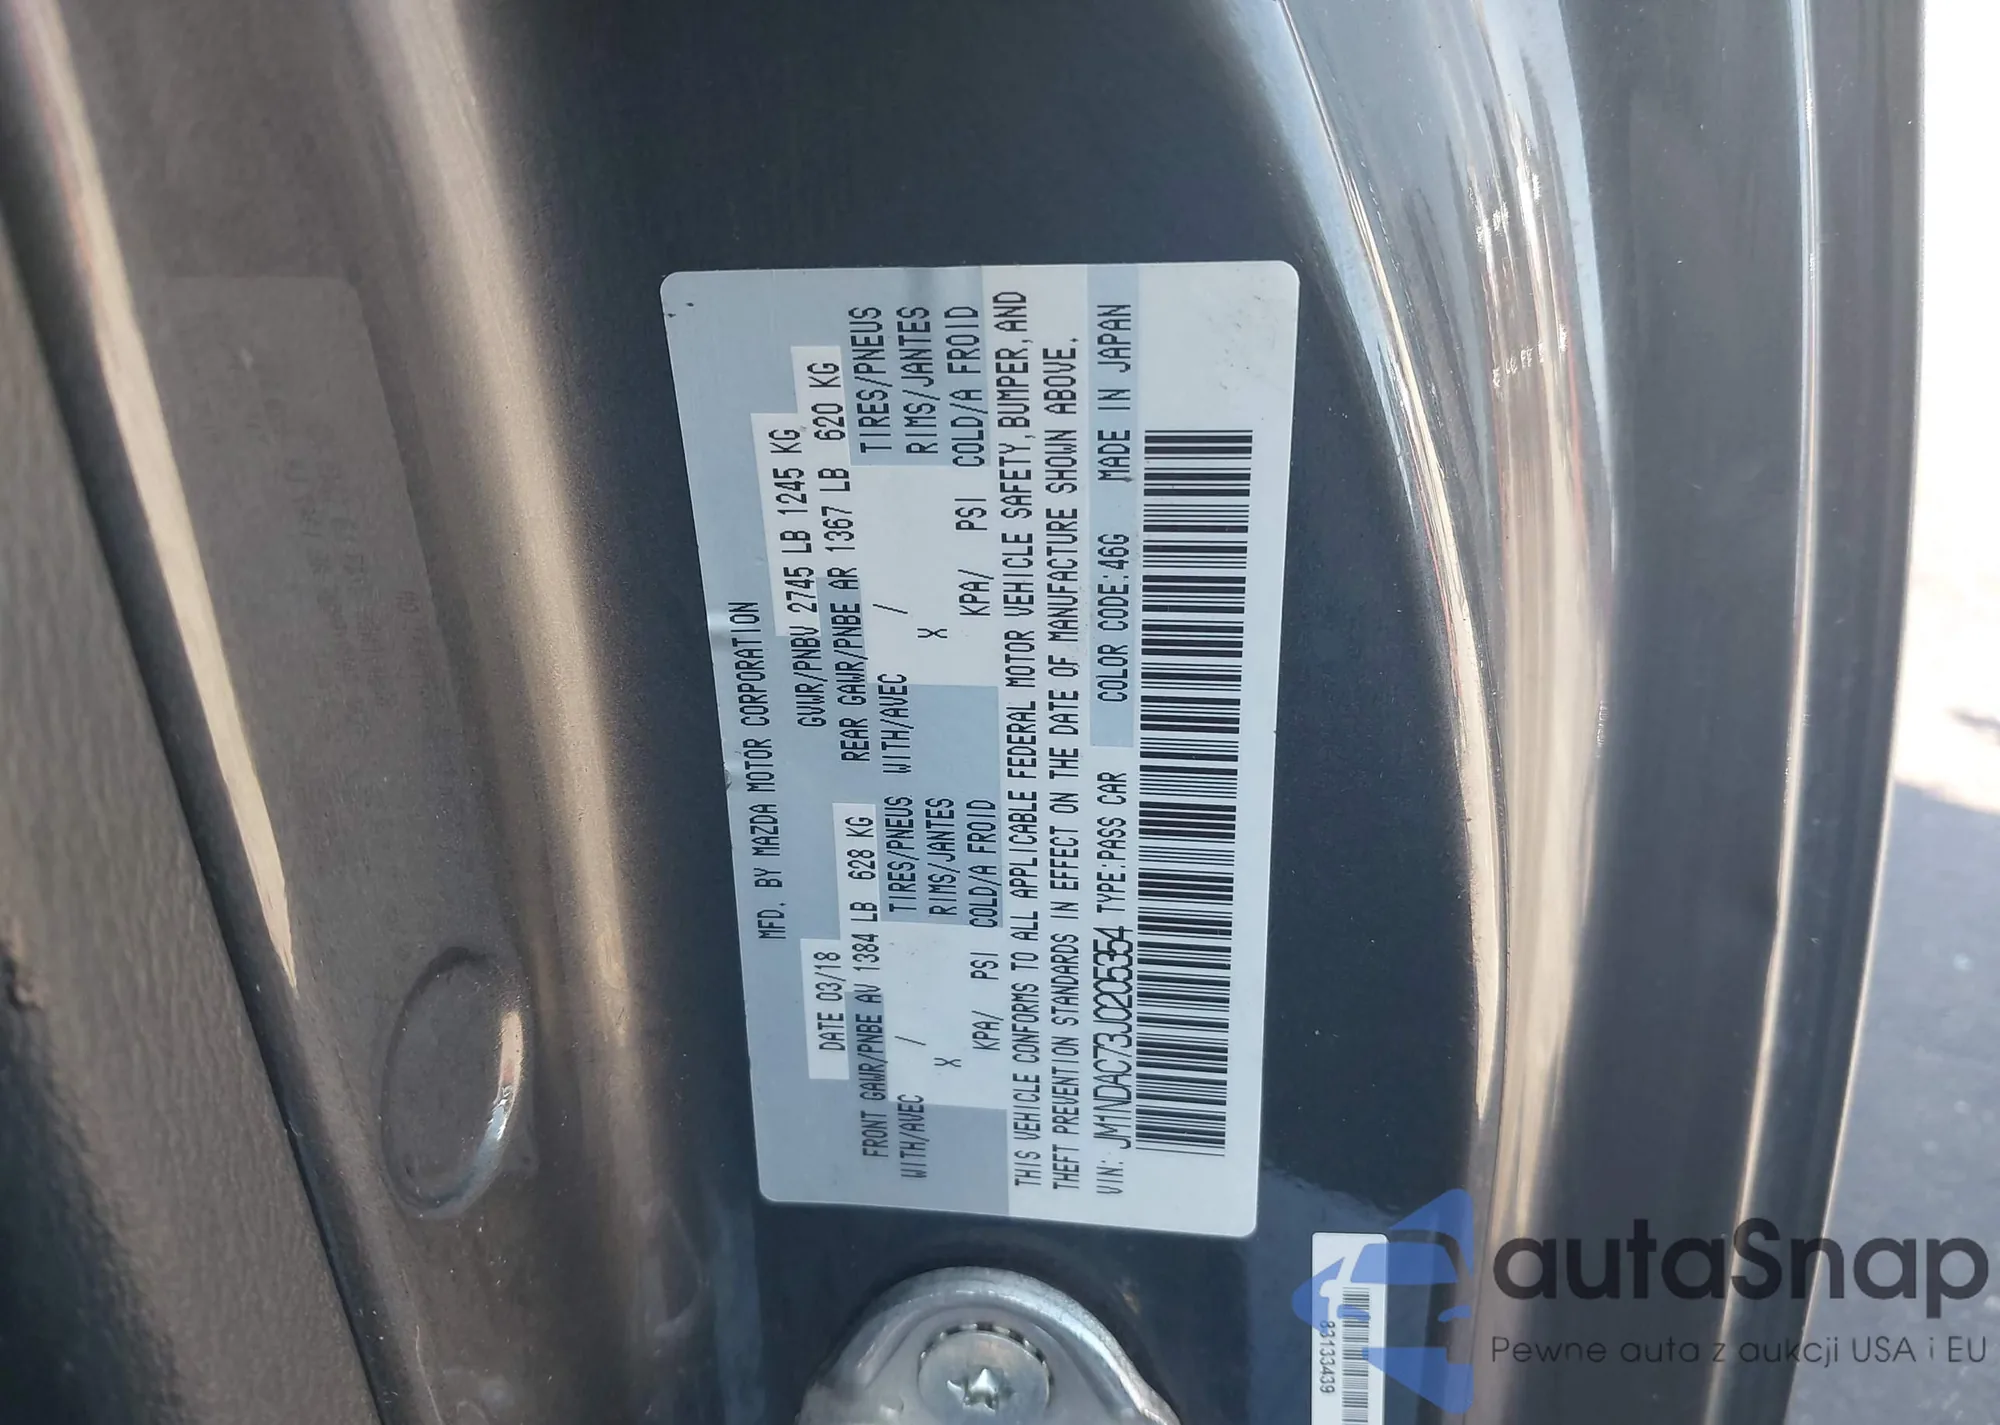 MFD. BY MAZDA MOTOR CORPORATION
DATE 03/18 GVWR/PNBV 2745 LB 1245 KG
FRONT GAWR/PNBE AV 1384 LB 628 KG REAR GAWR/PNBE AR 1367 LB 620 KG
WITH/AVEC / TIRES/PNEUS WITH/AVEC / TIRES/PNEUS
X RIMS/JANTES X RIMS/JANTES
KPA/ PSI COLD/A FROID KPA/ PSI COLD/A FROID
THIS VEHICLE CONFORMS TO ALL APPLICABLE FEDERAL MOTOR VEHICLE SAFETY,BUMPER,AND
THEFT PREVENTION STANDARDS IN EFFECT ON THE DATE OF MANUFACTURE SHOWN ABOVE.
VIN: JM1NDAC73J0205354 TYPE:PASS CAR COLOR CODE:46G MADE IN JAPAN
83133439
autaSnap
Pewne auta z aukcji USA i EU